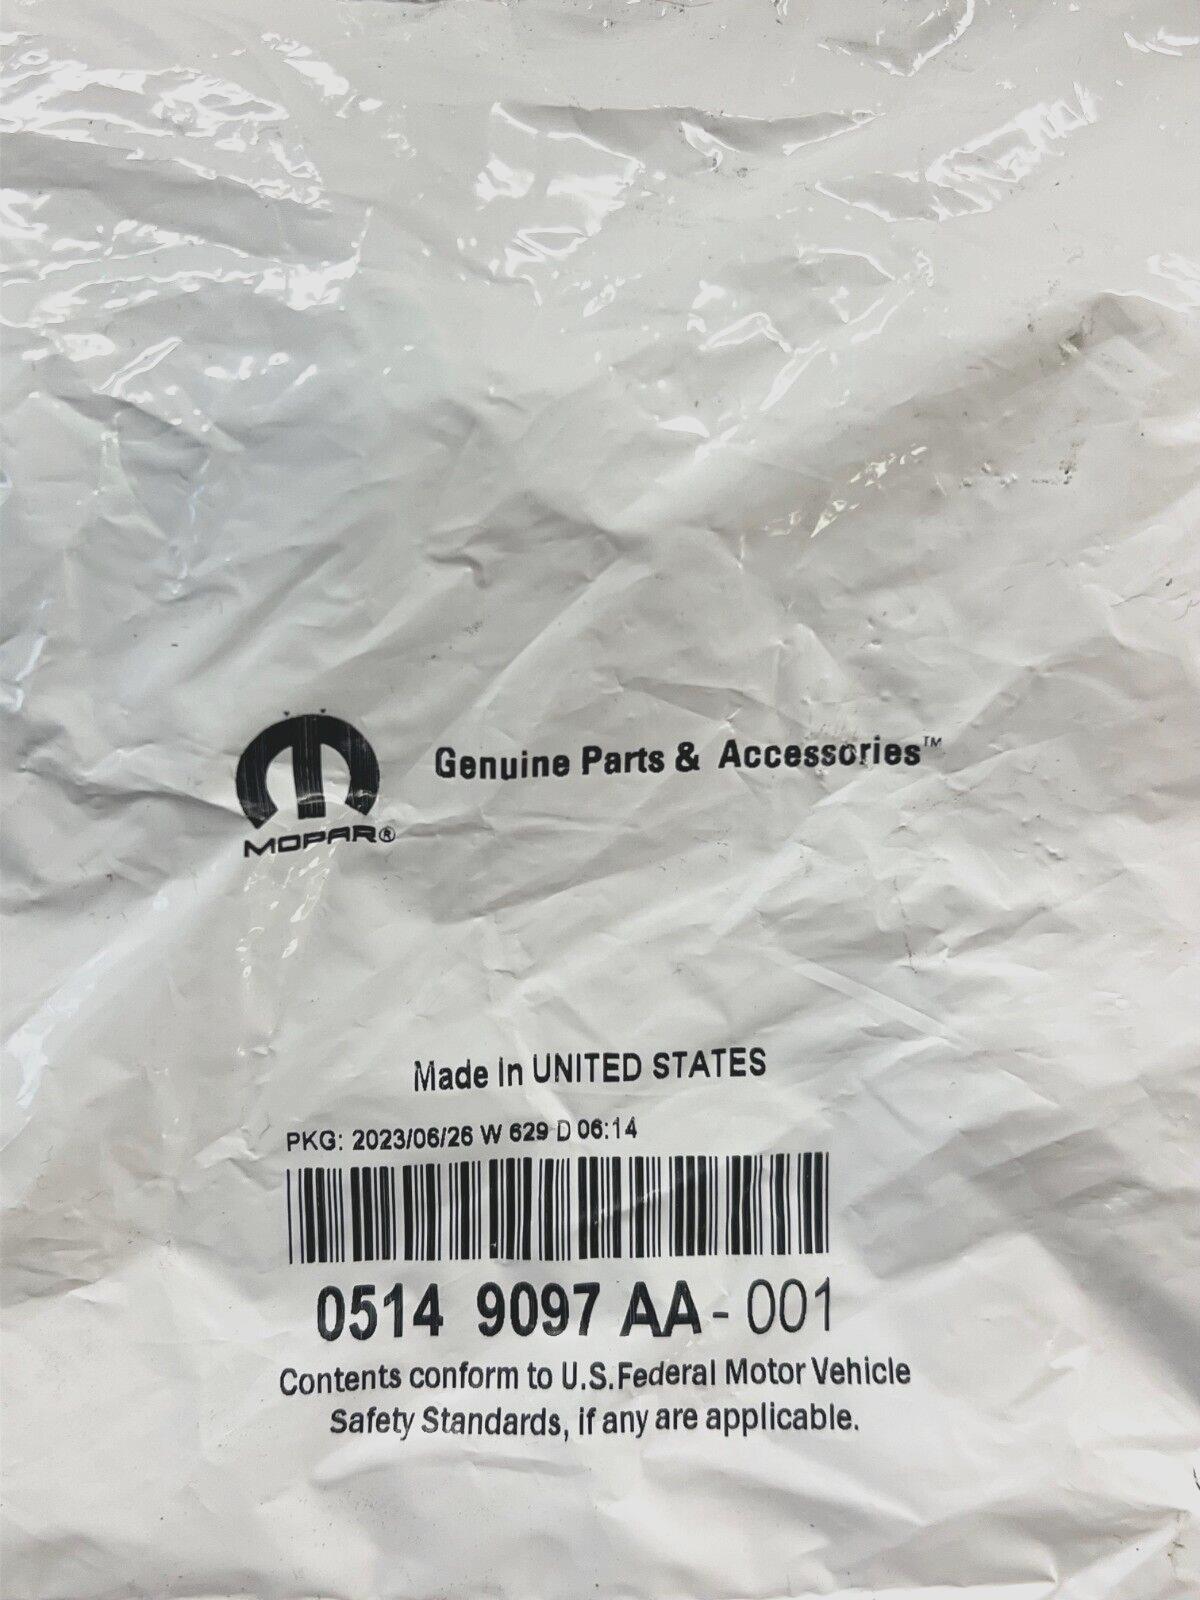 Genuine Parts & Accessories™
MOPAR®
Made In UNITED STATES
PKG: 2023/06/26 W 629 D 06:14
0514 9097 AA - 001
Contents conform to U.S.Federal Motor Vehicle
Safety Standards, if any are applicable.